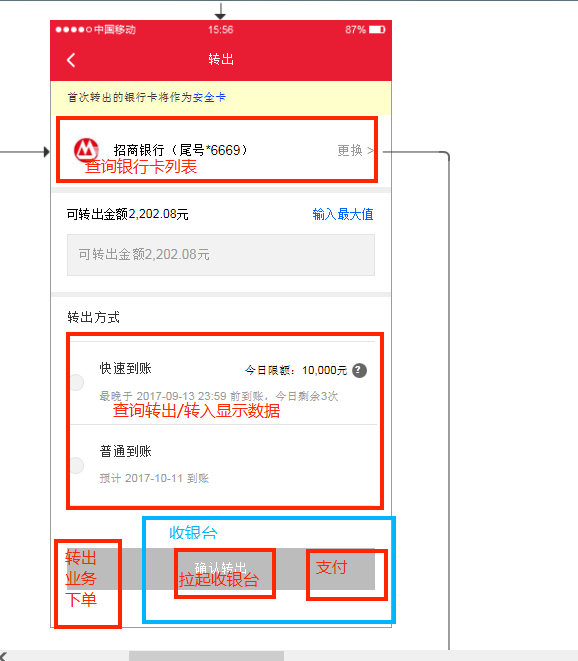 中国移动 15:56 87%
转出
首次转出的银行卡将作为安全卡
招商银行（尾号*6669） 更换 >
查询银行卡列表
可转出金额2,202.08元 输入最大值
可转出金额2,202.08元
转出方式
快速到账 今日限额：10,000元 ?
最晚于 2017-09-13 23:59 前到账，今日剩余3次
查询转出/转入显示数据
普通到账
预计 2017-10-11 到账
收银台
转出
业务
下单
确认转出
拉起收银台
支付